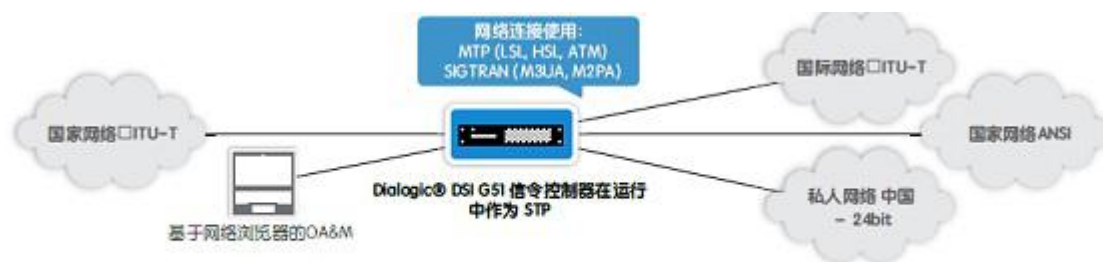 网络连接使用:
MTP (LSL, HSL, ATM)
SIGTRAN (M3UA, M2PA)
国际网络□ITU-T
国家网络□ITU-T
国家网络ANSI
Dialogic® DSI G51 信令控制器在运行
中作为 STP
私人网络 中国
- 24bit
基于网络浏览器的OA&M